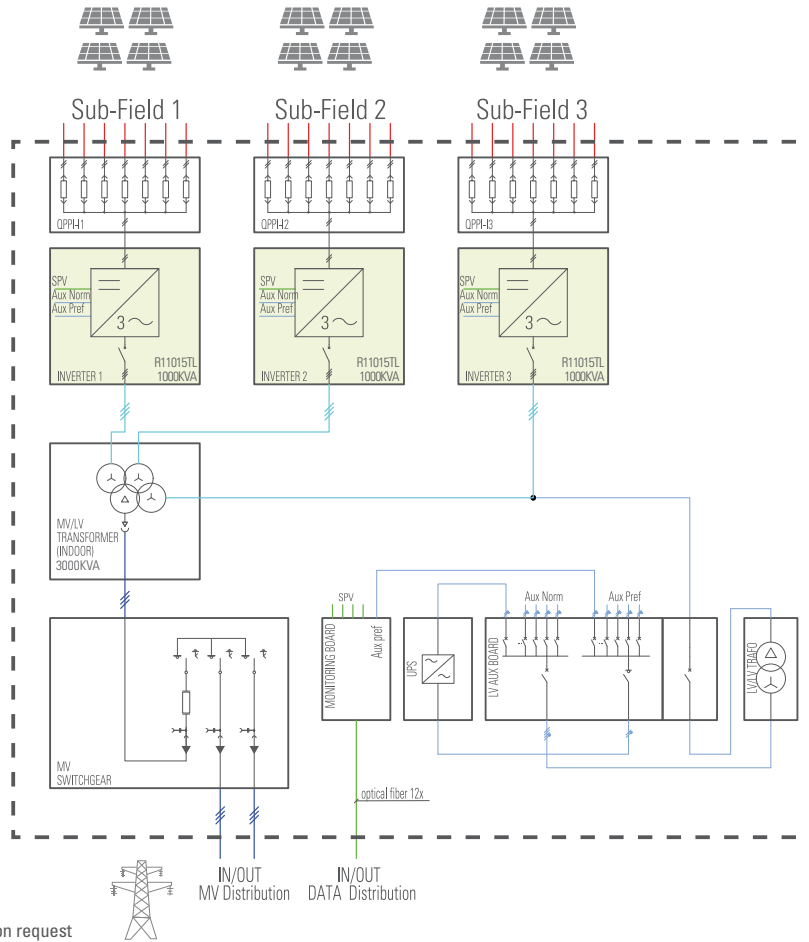 Sub-Field 1
Sub-Field 2
Sub-Field 3
QPPI-I1
QPPI-I2
QPPI-I3
SPV
Aux Norm
Aux Pref
3
R11015TL
INVERTER 1
1000KVA
SPV
Aux Norm
Aux Pref
3
R11015TL
INVERTER 2
1000KVA
SPV
Aux Norm
Aux Pref
3
R11015TL
INVERTER 3
1000KVA
MV/LV
TRANSFORMER
(INDOOR)
3000KVA
SPV
MONITORING BOARD
Aux pref
UPS
LV AUX BOARD
Aux Norm
Aux Pref
LV/LV TRAFO
MV
SWITCHGEAR
optical fiber 12x
IN/OUT
MV Distribution
IN/OUT
DATA Distribution
on request